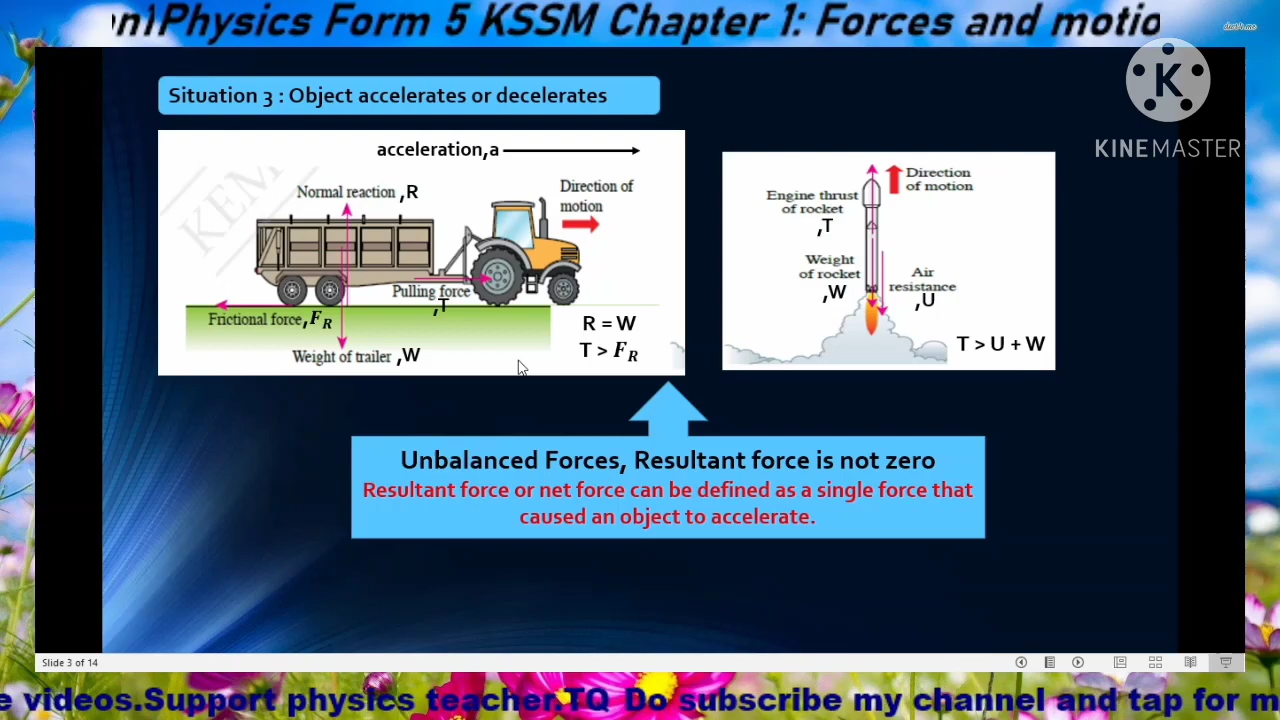 on)Physics Form 5 KSSM Chapter 1: Forces and motio
K
KINEMASTER
Situation 3 : Object accelerates or decelerates
acceleration,a
KEM
Normal reaction ,R
Direction of
motion
Pulling force
,T
Frictional force,FR
Weight of trailer ,W
R = W
T > FR
Direction
of motion
Engine thrust
of rocket
,T
Weight
of rocket
,W
Air
resistance
,U
T > U + W
Unbalanced Forces, Resultant force is not zero
Resultant force or net force can be defined as a single force that
caused an object to accelerate.
Slide 3 of 14
e videos.Support physics teacher.TQ Do subscribe my channel and tap for m